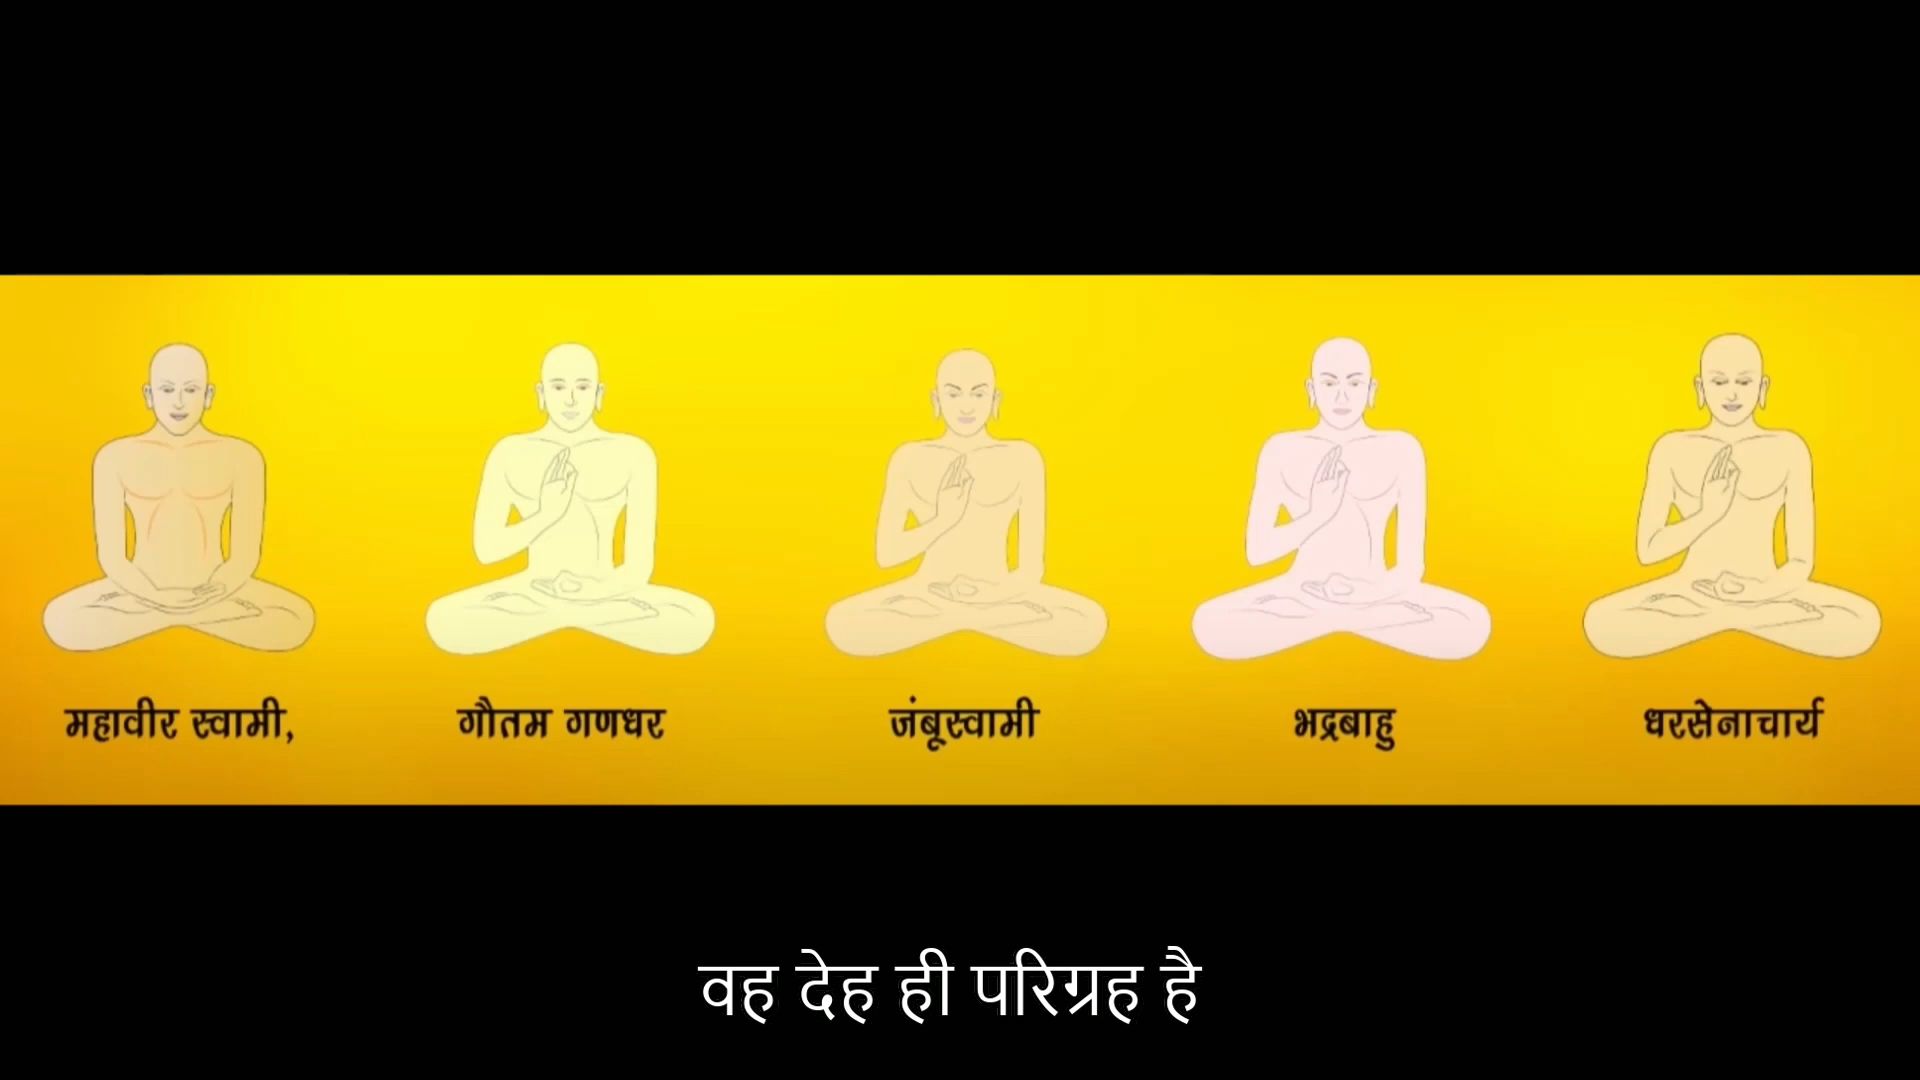 महावीर स्वामी, गौतम गणधर जंबूस्वामी भद्रबाहु धरसेनाचार्य
वह देह ही परिग्रह है